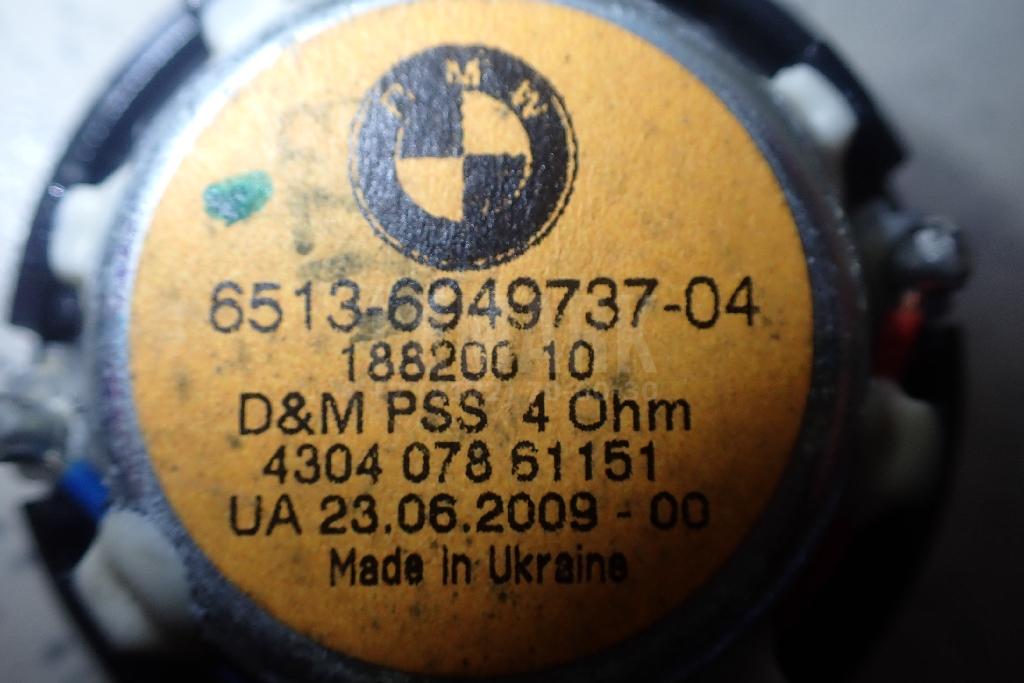 BMW
6513-6949737-04
188200 10
D&M PSS 4 Ohm
4304 078 61151
UA 23.06.2009 - 00
Made in Ukraine